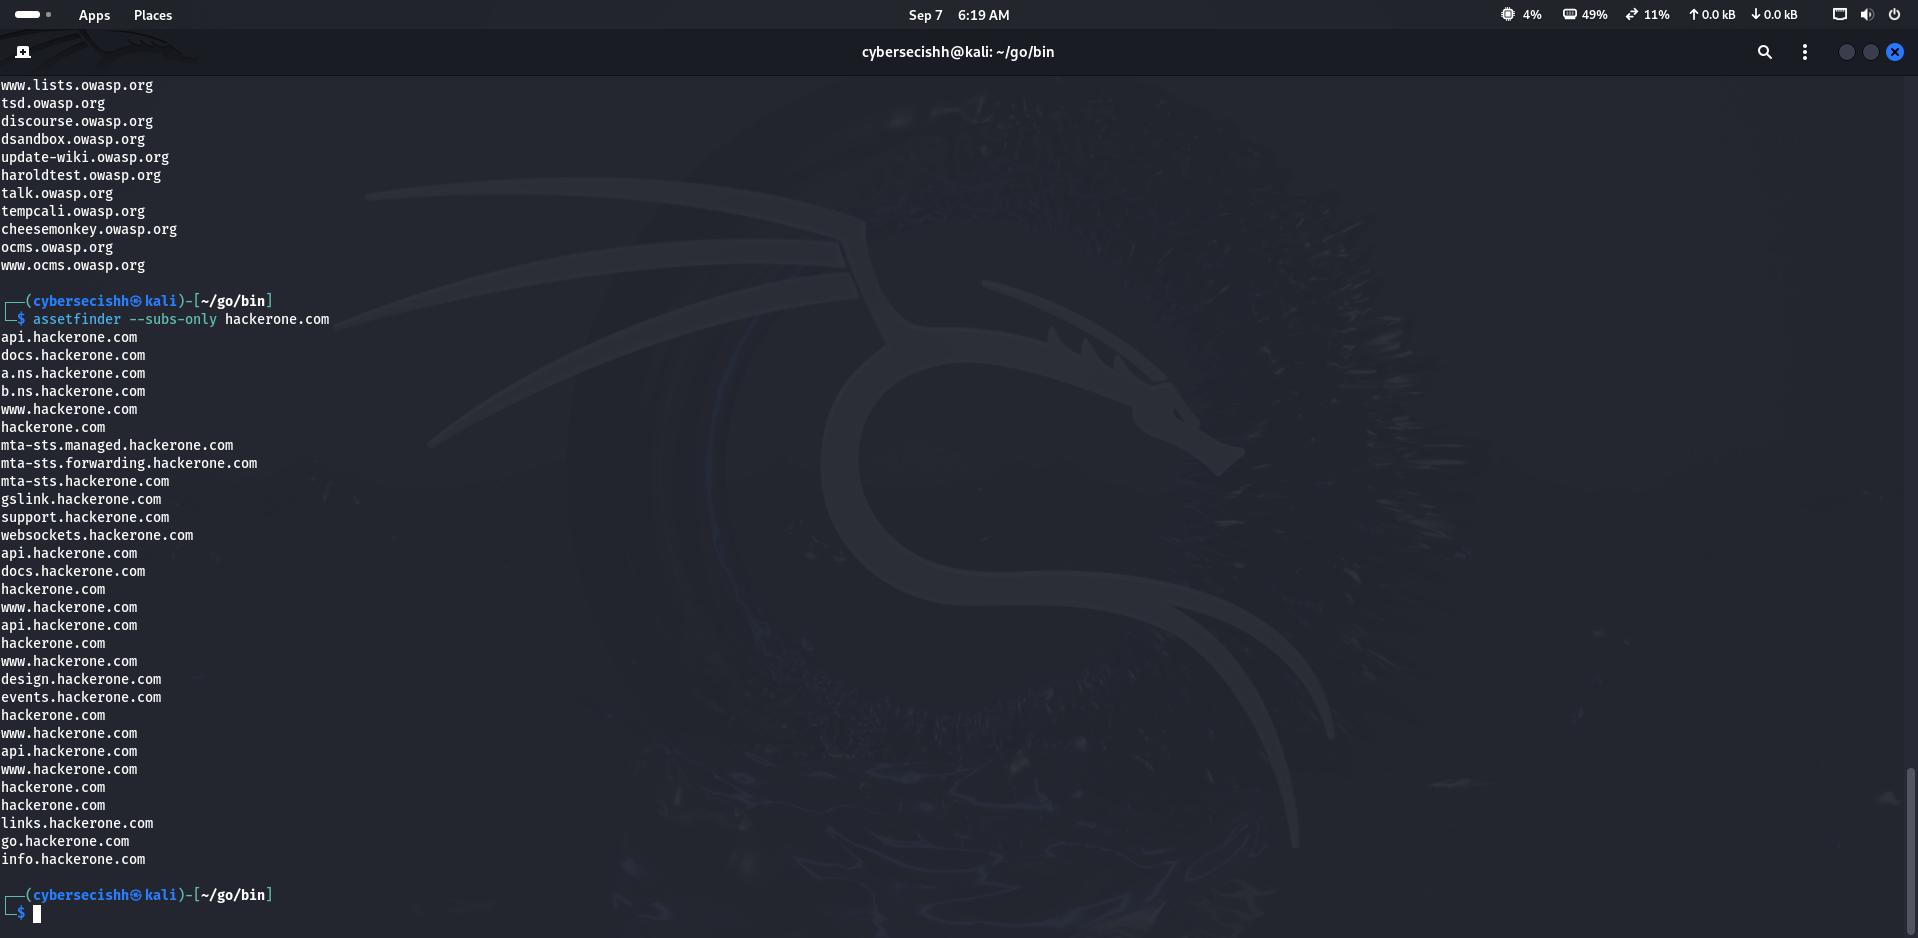 Apps Places Sep 7 6:19 AM 4% 49% 11% 0.0 kB 0.0 kB
cybersecishh@kali: ~/go/bin
www.lists.owasp.org
tsd.owasp.org
discourse.owasp.org
dsandbox.owasp.org
update-wiki.owasp.org
haroldtest.owasp.org
talk.owasp.org
tempcali.owasp.org
cheesemonkey.owasp.org
ocms.owasp.org
www.ocms.owasp.org
┌──(cybersecishh㉿kali)-[~/go/bin]
└─$ assetfinder --subs-only hackerone.com
api.hackerone.com
docs.hackerone.com
a.ns.hackerone.com
b.ns.hackerone.com
www.hackerone.com
hackerone.com
mta-sts.managed.hackerone.com
mta-sts.forwarding.hackerone.com
mta-sts.hackerone.com
gslink.hackerone.com
support.hackerone.com
websockets.hackerone.com
api.hackerone.com
docs.hackerone.com
hackerone.com
www.hackerone.com
api.hackerone.com
hackerone.com
www.hackerone.com
design.hackerone.com
events.hackerone.com
hackerone.com
www.hackerone.com
api.hackerone.com
www.hackerone.com
hackerone.com
hackerone.com
links.hackerone.com
go.hackerone.com
info.hackerone.com
┌──(cybersecishh㉿kali)-[~/go/bin]
└─$